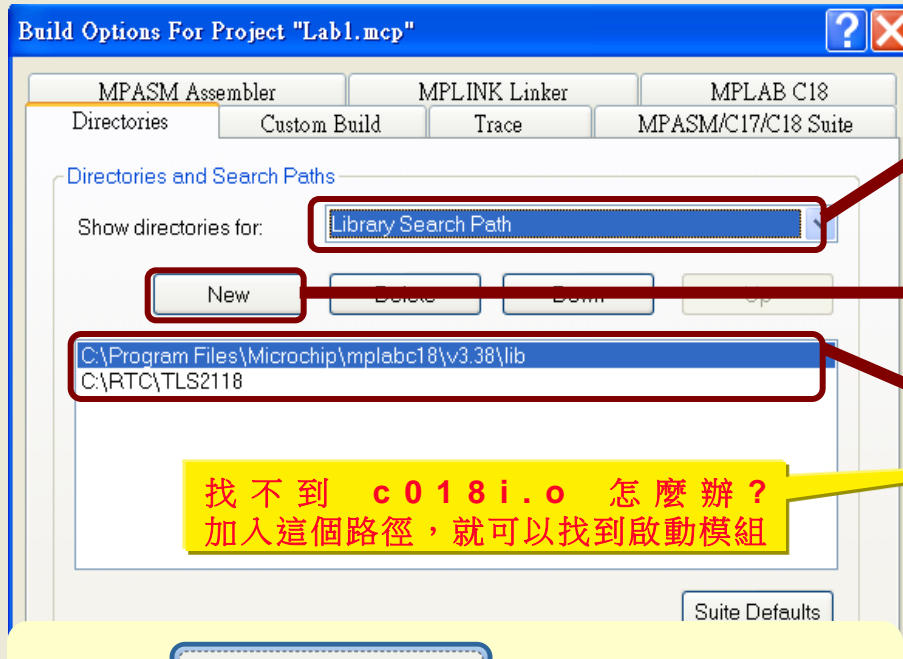 Build Options For Project "Lab1.mcp"
MPASM Assembler MPLINK Linker MPLAB C18
Directories Custom Build Trace MPASM/C17/C18 Suite
Directories and Search Paths
Show directories for: Library Search Path
New Delete Down Up
C:\Program Files\Microchip\mplabc18\v3.38\lib
C:\RTC\TLS2118
找不到 c018i.o 怎麼辦?
加入這個路徑，就可以找到啟動模組
Suite Defaults